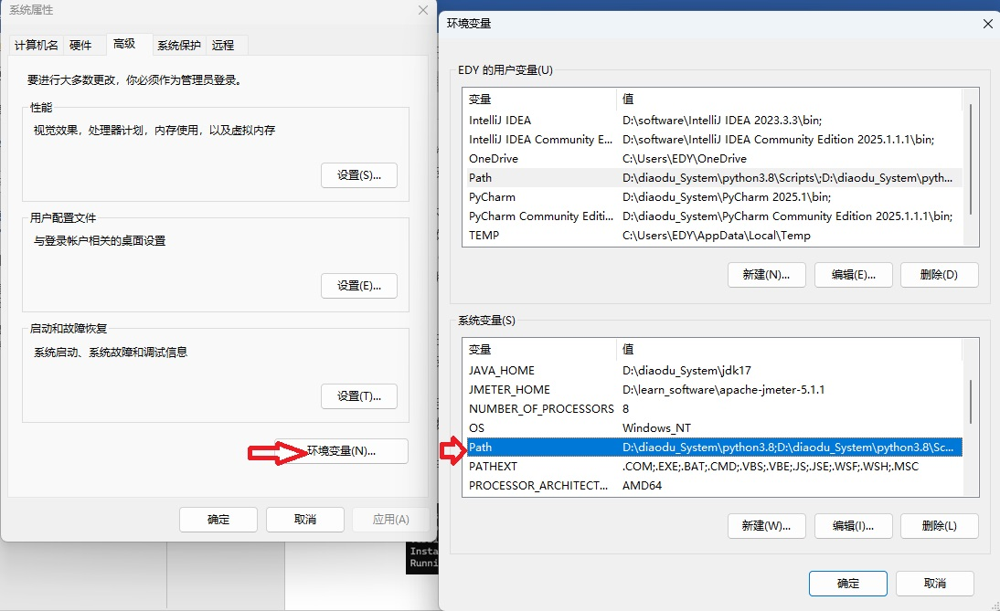 系统属性
计算机名 硬件 高级 系统保护 远程
要进行大多数更改，你必须作为管理员登录。
性能
视觉效果，处理器计划，内存使用，以及虚拟内存
设置(S)...
用户配置文件
与登录帐户相关的桌面设置
设置(E)...
启动和故障恢复
系统启动、系统故障和调试信息
设置(T)...
环境变量(N)...
确定 取消 应用(A)
Insta
Runni
环境变量
EDY 的用户变量(U)
变量 值
IntelliJ IDEA D:\software\IntelliJ IDEA 2023.3.3\bin;
IntelliJ IDEA Community E... D:\software\IntelliJ IDEA Community Edition 2025.1.1.1\bin;
OneDrive C:\Users\EDY\OneDrive
Path D:\diaodu_System\python3.8\Scripts\;D:\diaodu_System\pyth...
PyCharm D:\diaodu_System\PyCharm 2025.1\bin;
PyCharm Community Editi... D:\diaodu_System\PyCharm Community Edition 2025.1.1.1\bin;
TEMP C:\Users\EDY\AppData\Local\Temp
新建(N)... 编辑(E)... 删除(D)
系统变量(S)
变量 值
JAVA_HOME D:\diaodu_System\jdk17
JMETER_HOME D:\learn_software\apache-jmeter-5.1.1
NUMBER_OF_PROCESSORS 8
OS Windows_NT
Path D:\diaodu_System\python3.8;D:\diaodu_System\python3.8\Sc...
PATHEXT .COM;.EXE;.BAT;.CMD;.VBS;.VBE;.JS;.JSE;.WSF;.WSH;.MSC
PROCESSOR_ARCHITECT... AMD64
新建(W)... 编辑(I)... 删除(L)
确定 取消